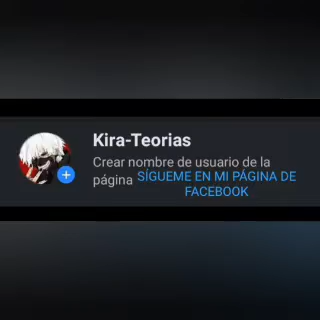 Kira-Teorias
Crear nombre de usuario de la
página SÍGUEME EN MI PÁGINA DE
FACEBOOK